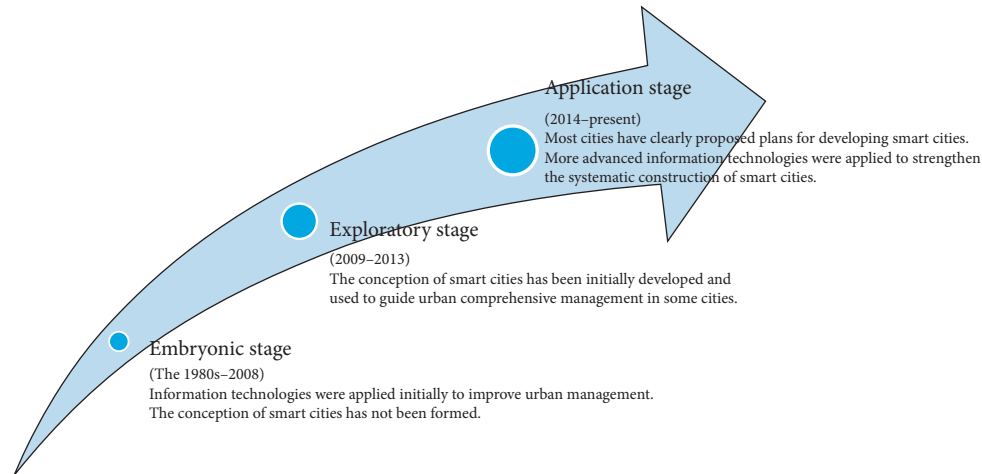 Application stage
(2014–present)
Most cities have clearly proposed plans for developing smart cities.
More advanced information technologies were applied to strengthen
the systematic construction of smart cities.
Exploratory stage
(2009–2013)
The conception of smart cities has been initially developed and
used to guide urban comprehensive management in some cities.
Embryonic stage
(The 1980s–2008)
Information technologies were applied initially to improve urban management.
The conception of smart cities has not been formed.